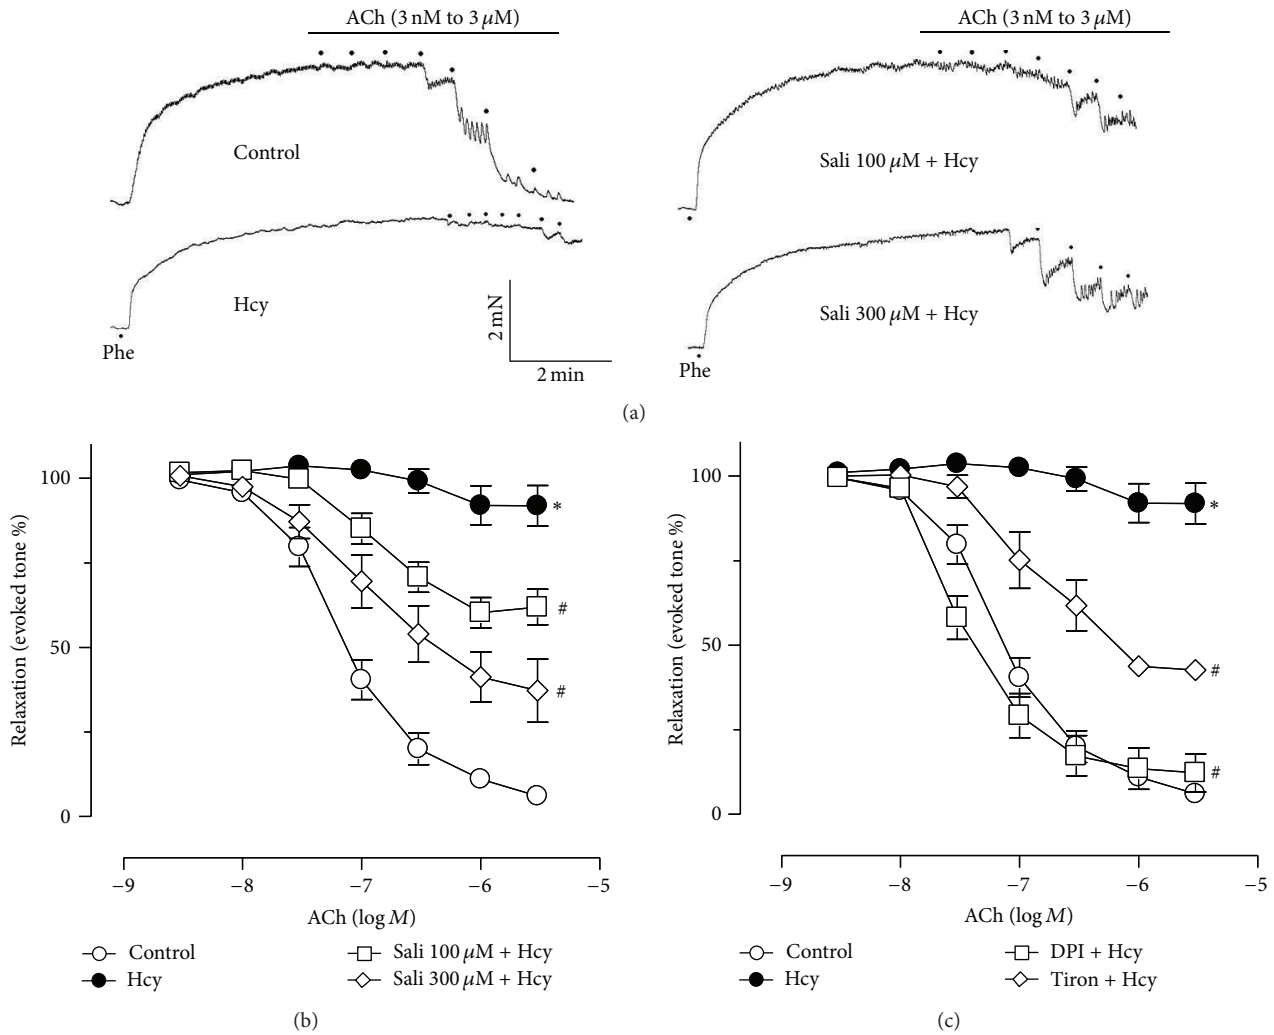 ACh (3 nM to 3 μM)
ACh (3 nM to 3 μM)
Control
Sali 100 μM + Hcy
Hcy
Sali 300 μM + Hcy
2 mN
2 min
Phe
Phe
(a)
Relaxation (evoked tone %)
100
50
0
*
#
#
−9
−8
−7
−6
−5
ACh (log M)
Control
Hcy
Sali 100 μM + Hcy
Sali 300 μM + Hcy
(b)
Relaxation (evoked tone %)
100
50
0
*
#
#
−9
−8
−7
−6
−5
ACh (log M)
Control
Hcy
DPI + Hcy
Tiron + Hcy
(c)